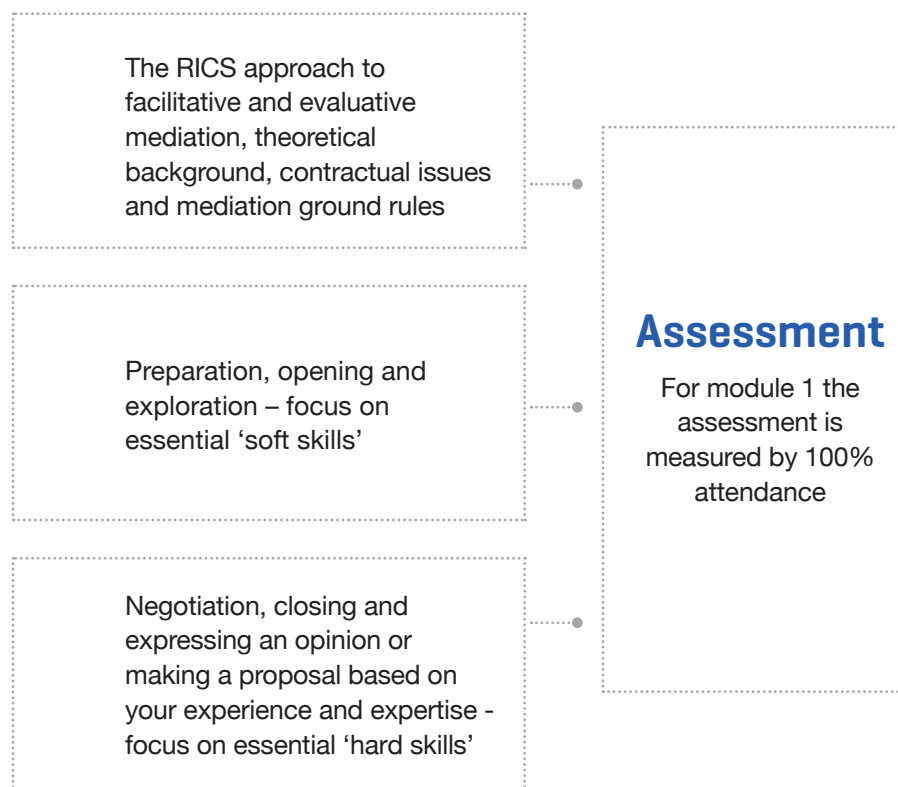 The RICS approach to
facilitative and evaluative
mediation, theoretical
background, contractual issues
and mediation ground rules
Preparation, opening and
exploration – focus on
essential ‘soft skills’
Negotiation, closing and
expressing an opinion or
making a proposal based on
your experience and expertise -
focus on essential ‘hard skills’
Assessment
For module 1 the
assessment is
measured by 100%
attendance